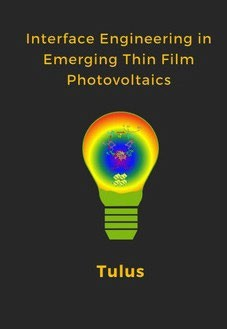 Interface Engineering in
Emerging Thin Film
Photovoltaics
Tulus